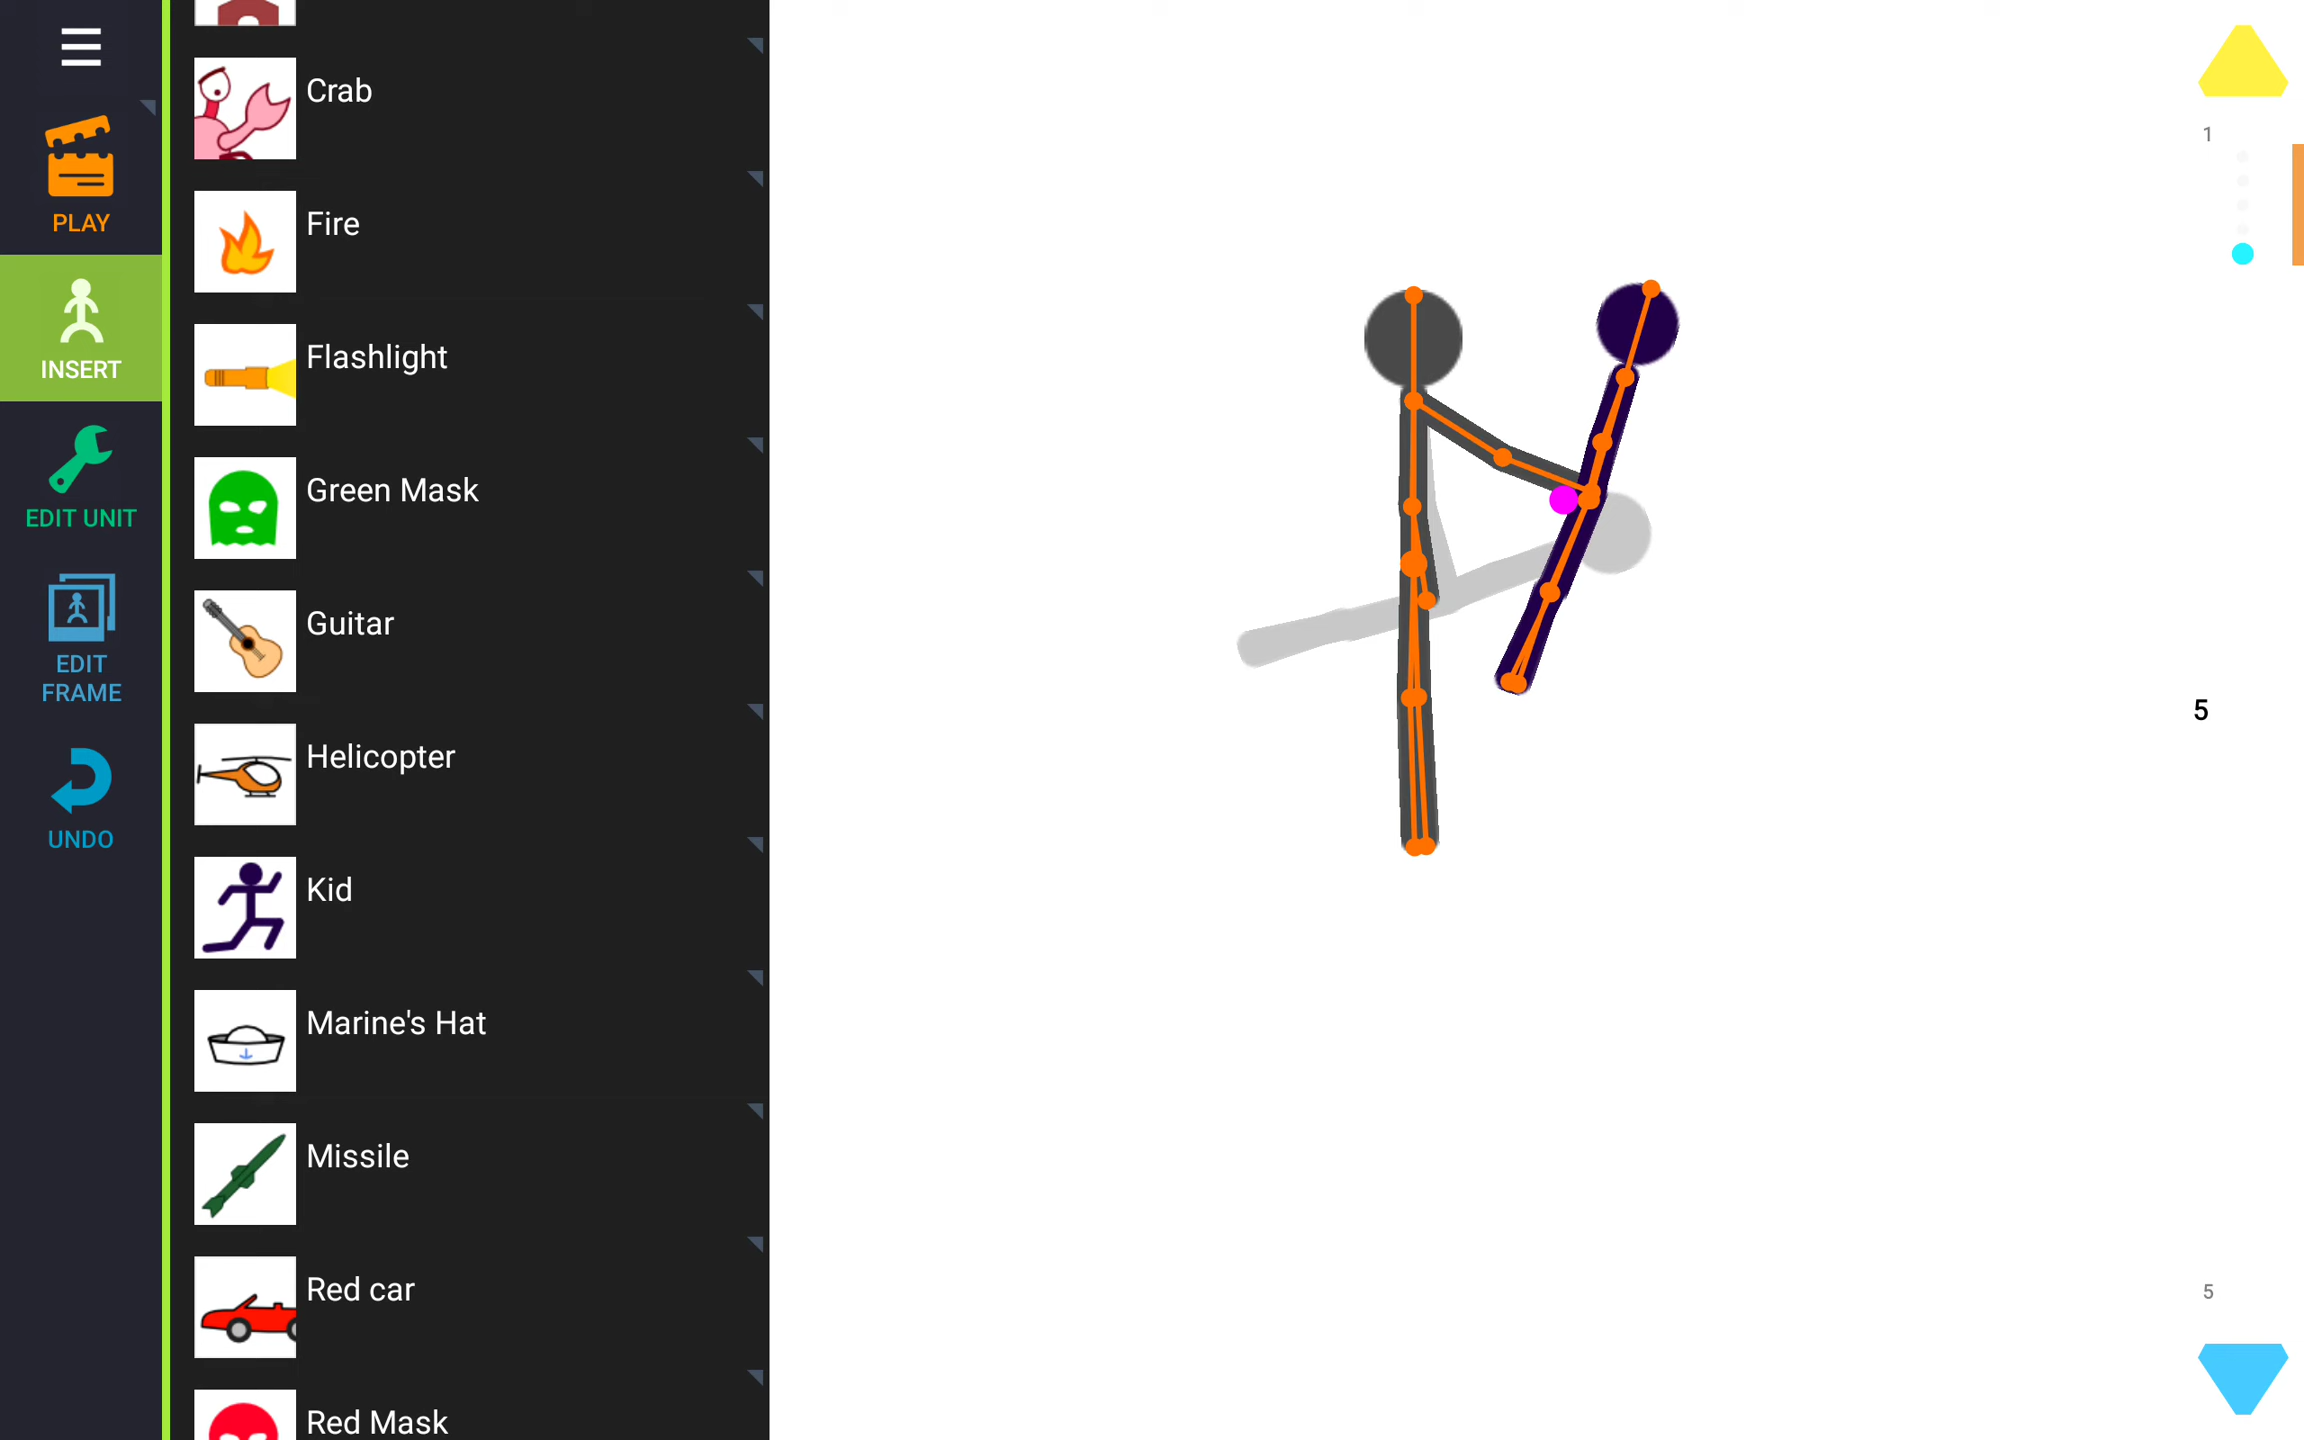 PLAY
INSERT
EDIT UNIT
EDIT
FRAME
UNDO
Crab
Fire
Flashlight
Green Mask
Guitar
Helicopter
Kid
Marine's Hat
Missile
Red car
Red Mask
1
5
5